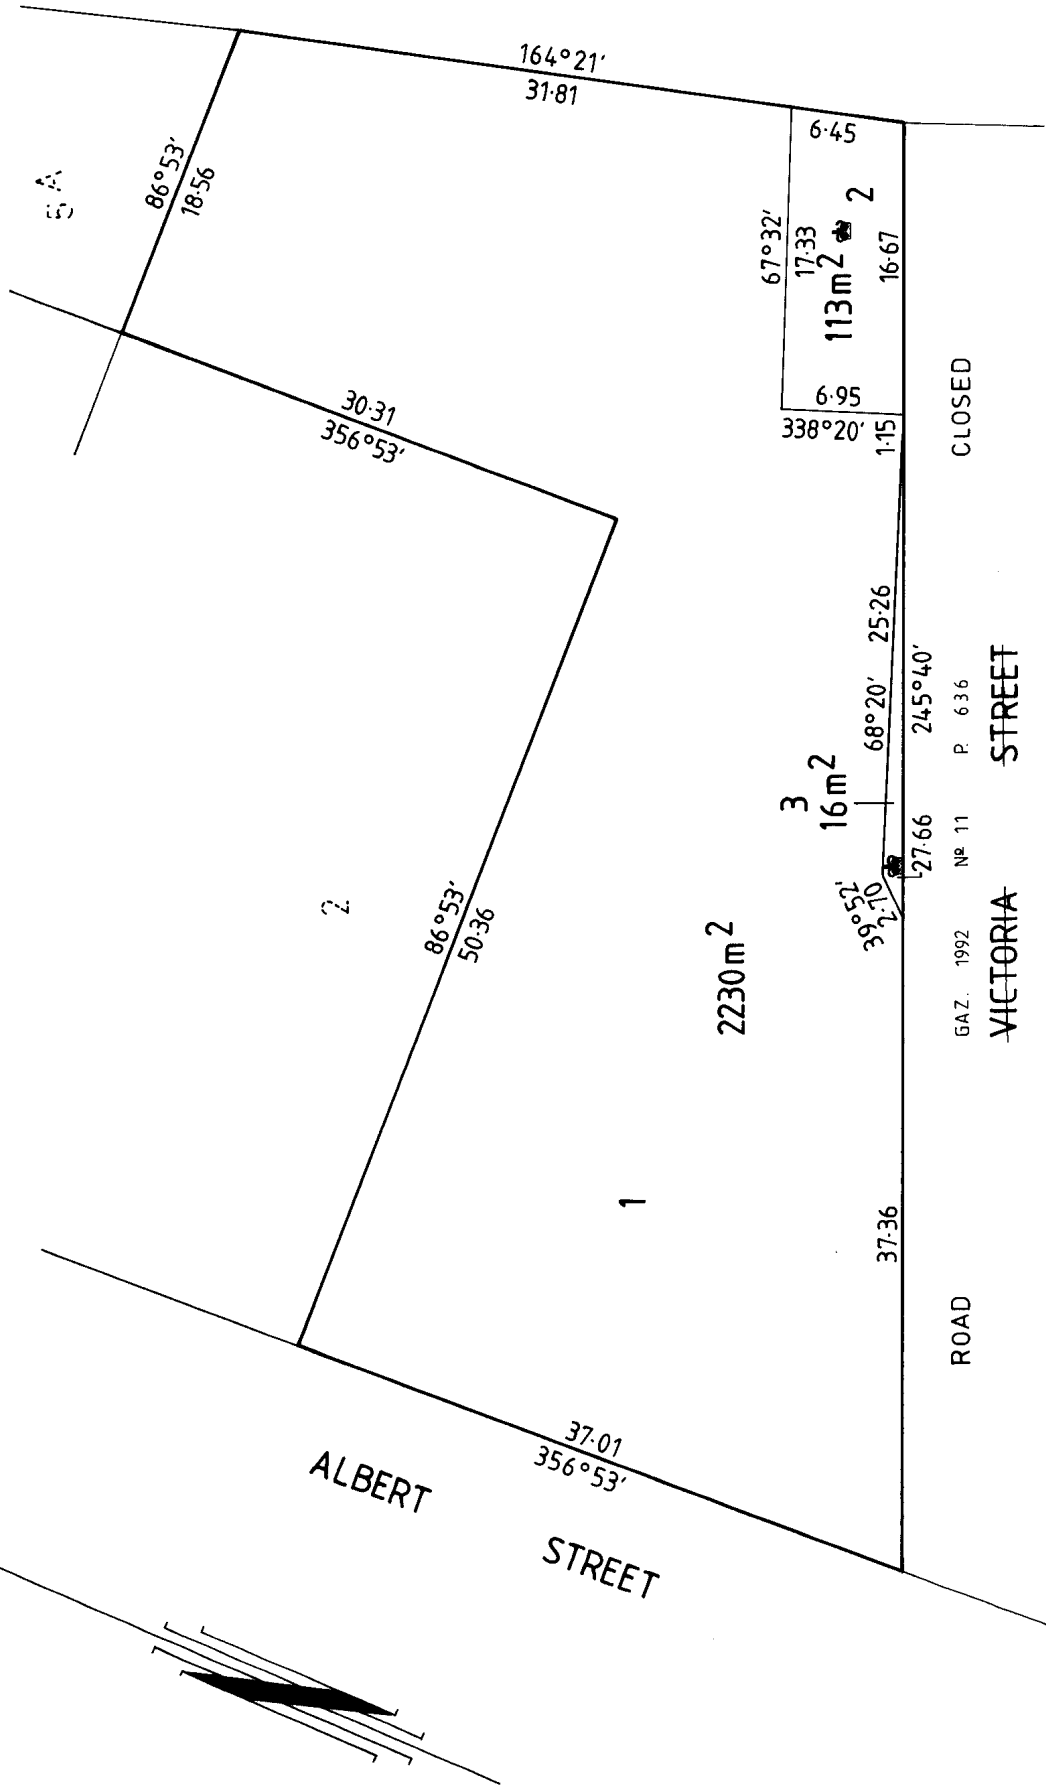 164°21'
31·81
6·45
86°53'
18·56
5A
67°32'
17·33
113m² 2
16·67
6·95
338°20'
1·15
30·31
356°53'
CLOSED
25·26
68°20'
245°40'
3
16m²
27·66
39°52'
2·70
GAZ. 1992 Nº 11 P. 636
VICTORIA STREET
2
86°53'
50·36
2230m²
1
37·36
ROAD
37·01
356°53'
ALBERT
STREET